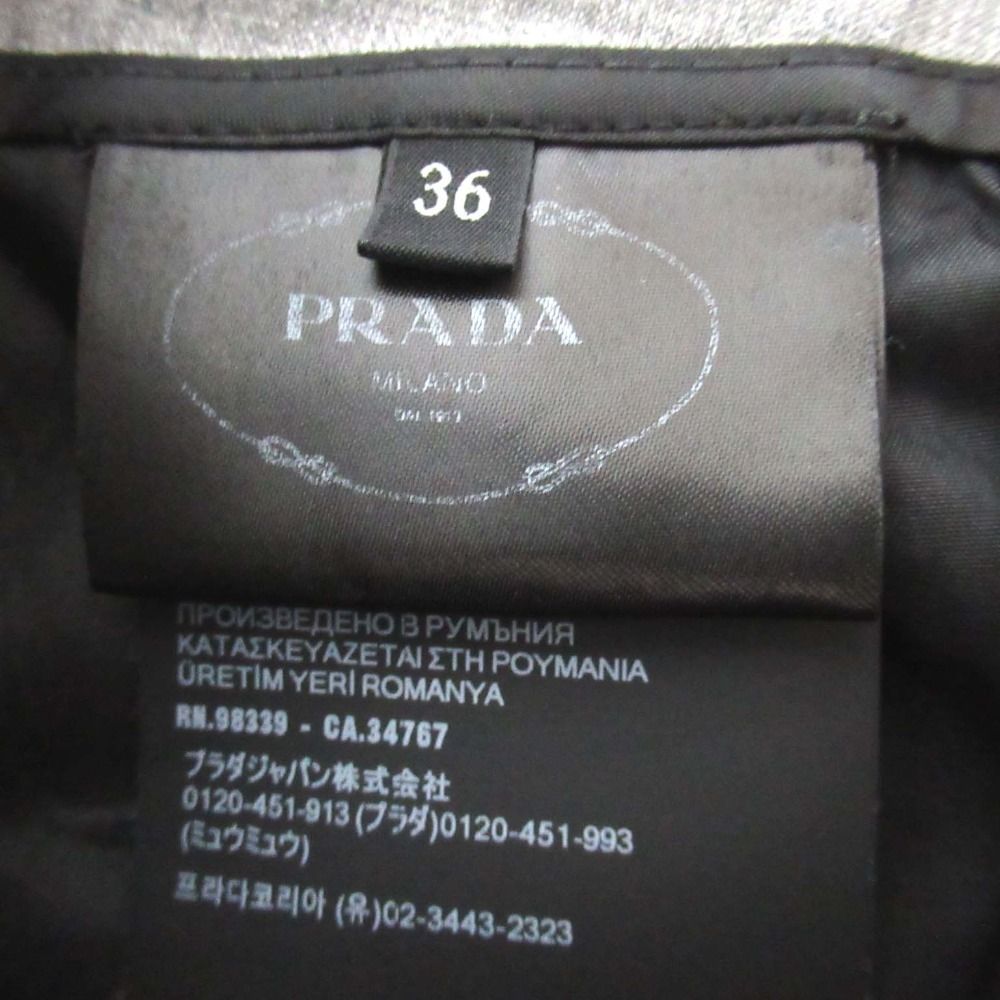 36
PRADA
MILANO
DAL 1913
ПРОИЗВЕДЕНО В РУМЪНИЯ
ΚΑΤΑΣΚΕΥΑΖΕΤΑΙ ΣΤΗ ΡΟΥΜΑΝΙΑ
ÜRETİM YERİ ROMANYA
RN.98339 - CA.34767
プラダジャパン株式会社
0120-451-913 (プラダ)0120-451-993
(ミュウミュウ)
프라다코리아 (유)02-3443-2323